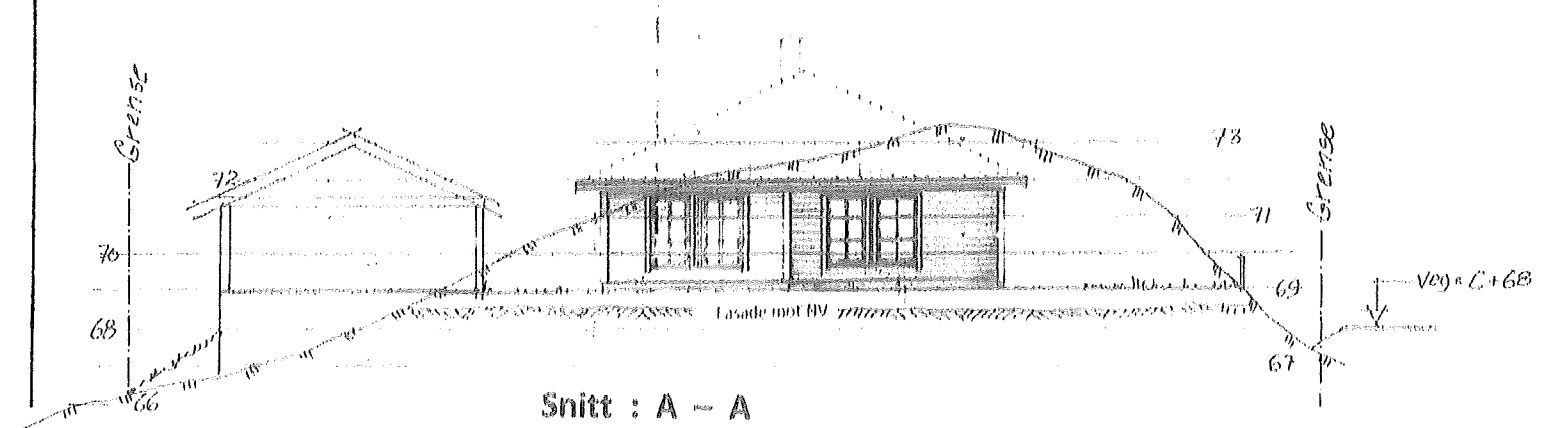 Grense
Grense
73
72
71
70
69
Veg = C+68
68
Fasade mot NV
67
66
Snitt : A - A